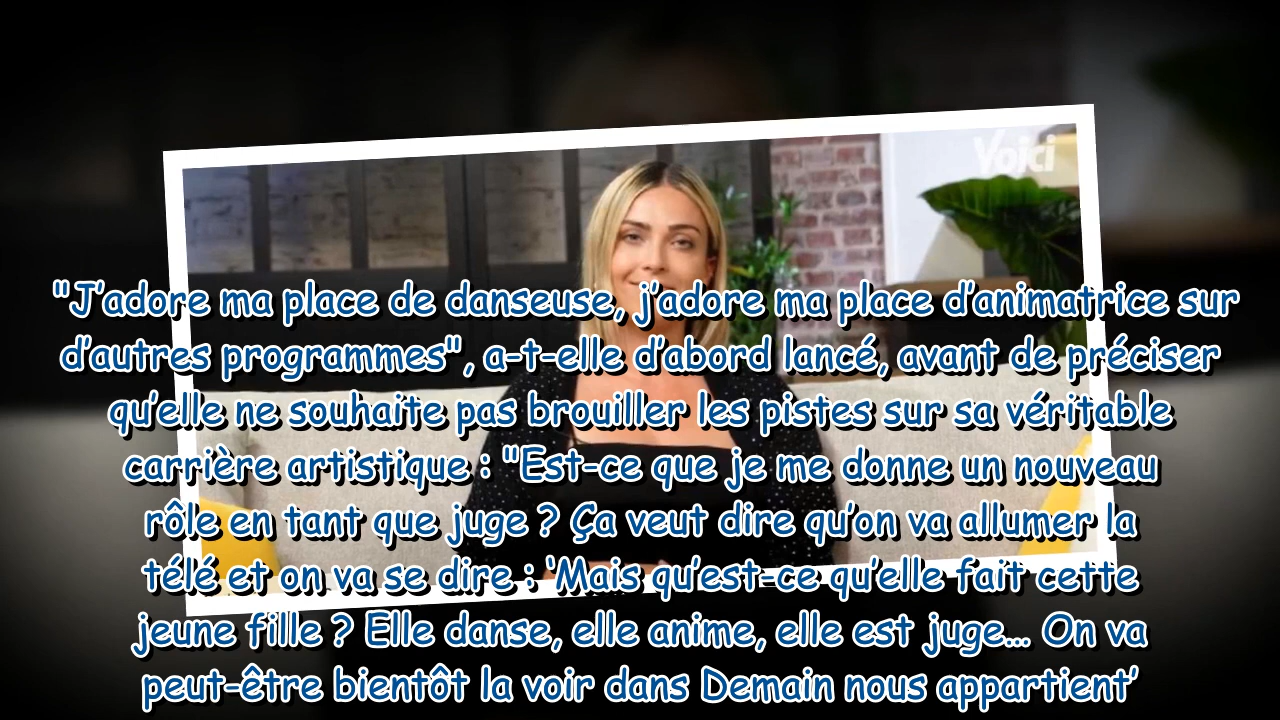 Voici
"J'adore ma place de danseuse, j'adore ma place d'animatrice sur
d'autres programmes", a-t-elle d'abord lancé, avant de préciser
qu'elle ne souhaite pas brouiller les pistes sur sa véritable
carrière artistique : "Est-ce que je me donne un nouveau
rôle en tant que juge ? Ça veut dire qu'on va allumer la
télé et on va se dire : 'Mais qu'est-ce qu'elle fait cette
jeune fille ? Elle danse, elle anime, elle est juge... On va
peut-être bientôt la voir dans Demain nous appartient'